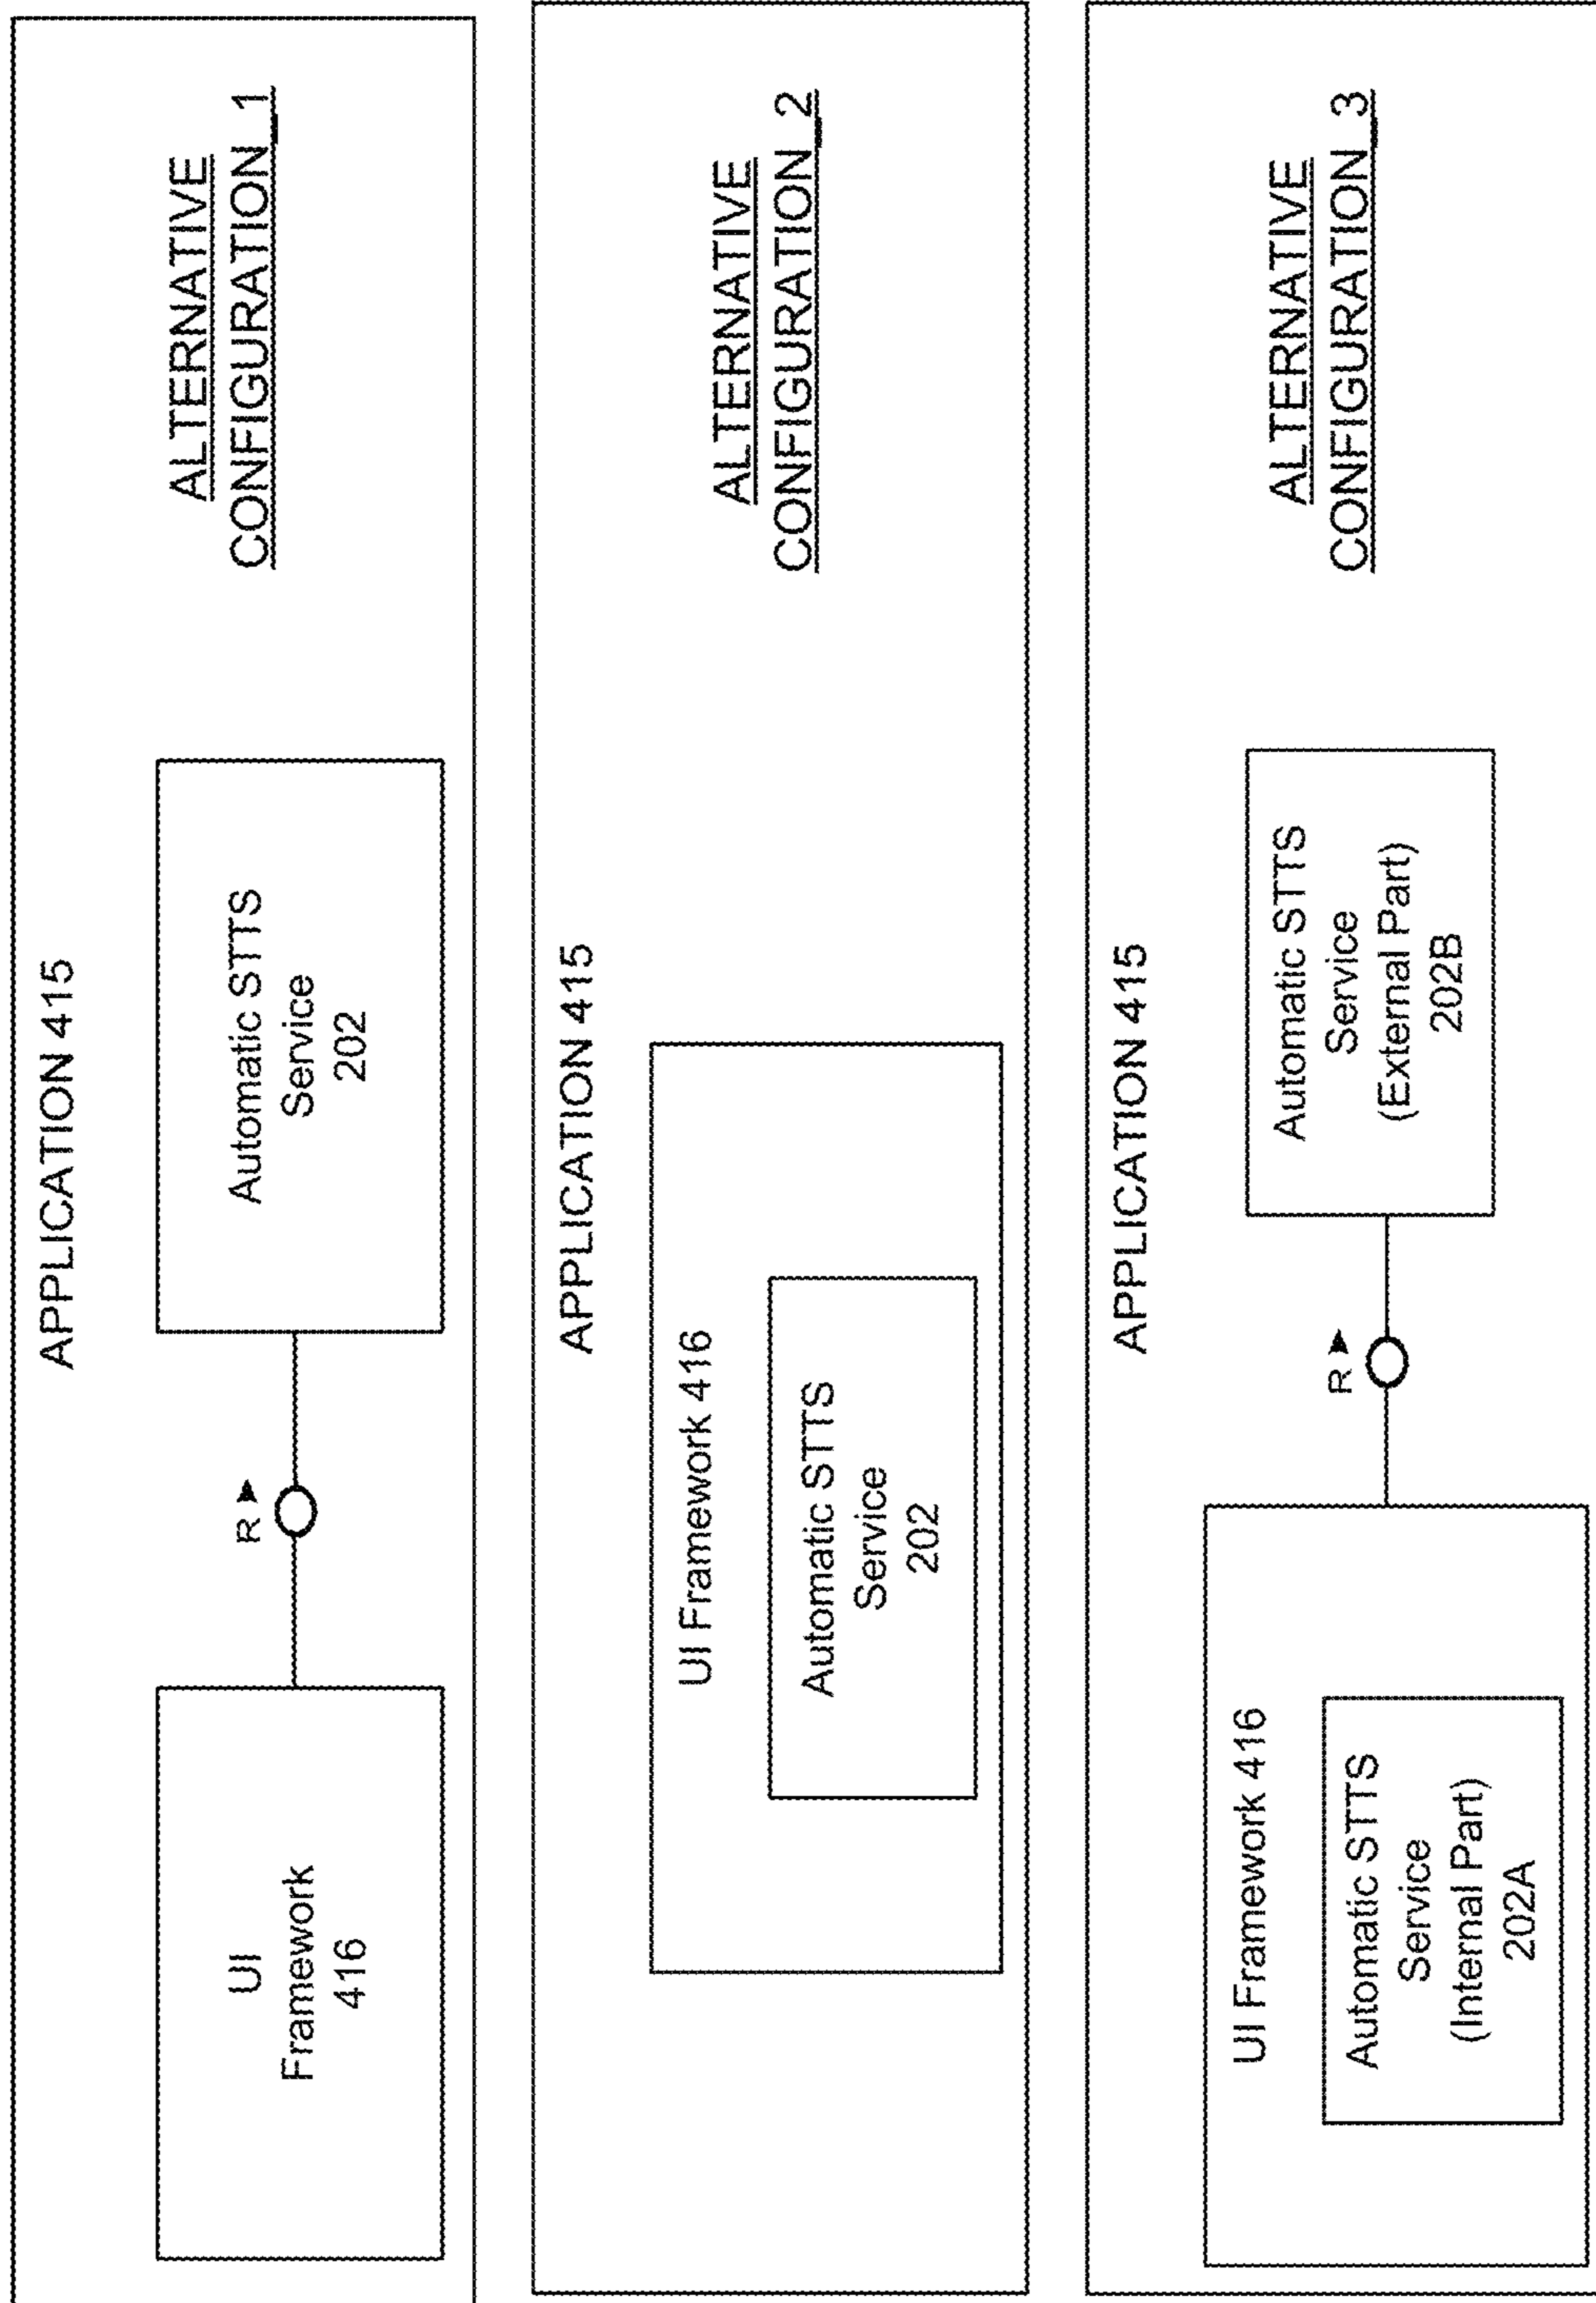 APPLICATION 415
UI
Framework
416
R
Automatic STTS
Service
202
ALTERNATIVE
CONFIGURATION_1
APPLICATION 415
UI Framework 416
Automatic STTS
Service
202
ALTERNATIVE
CONFIGURATION_2
APPLICATION 415
UI Framework 416
Automatic STTS
Service
(Internal Part)
202A
R
Automatic STTS
Service
(External Part)
202B
ALTERNATIVE
CONFIGURATION_3